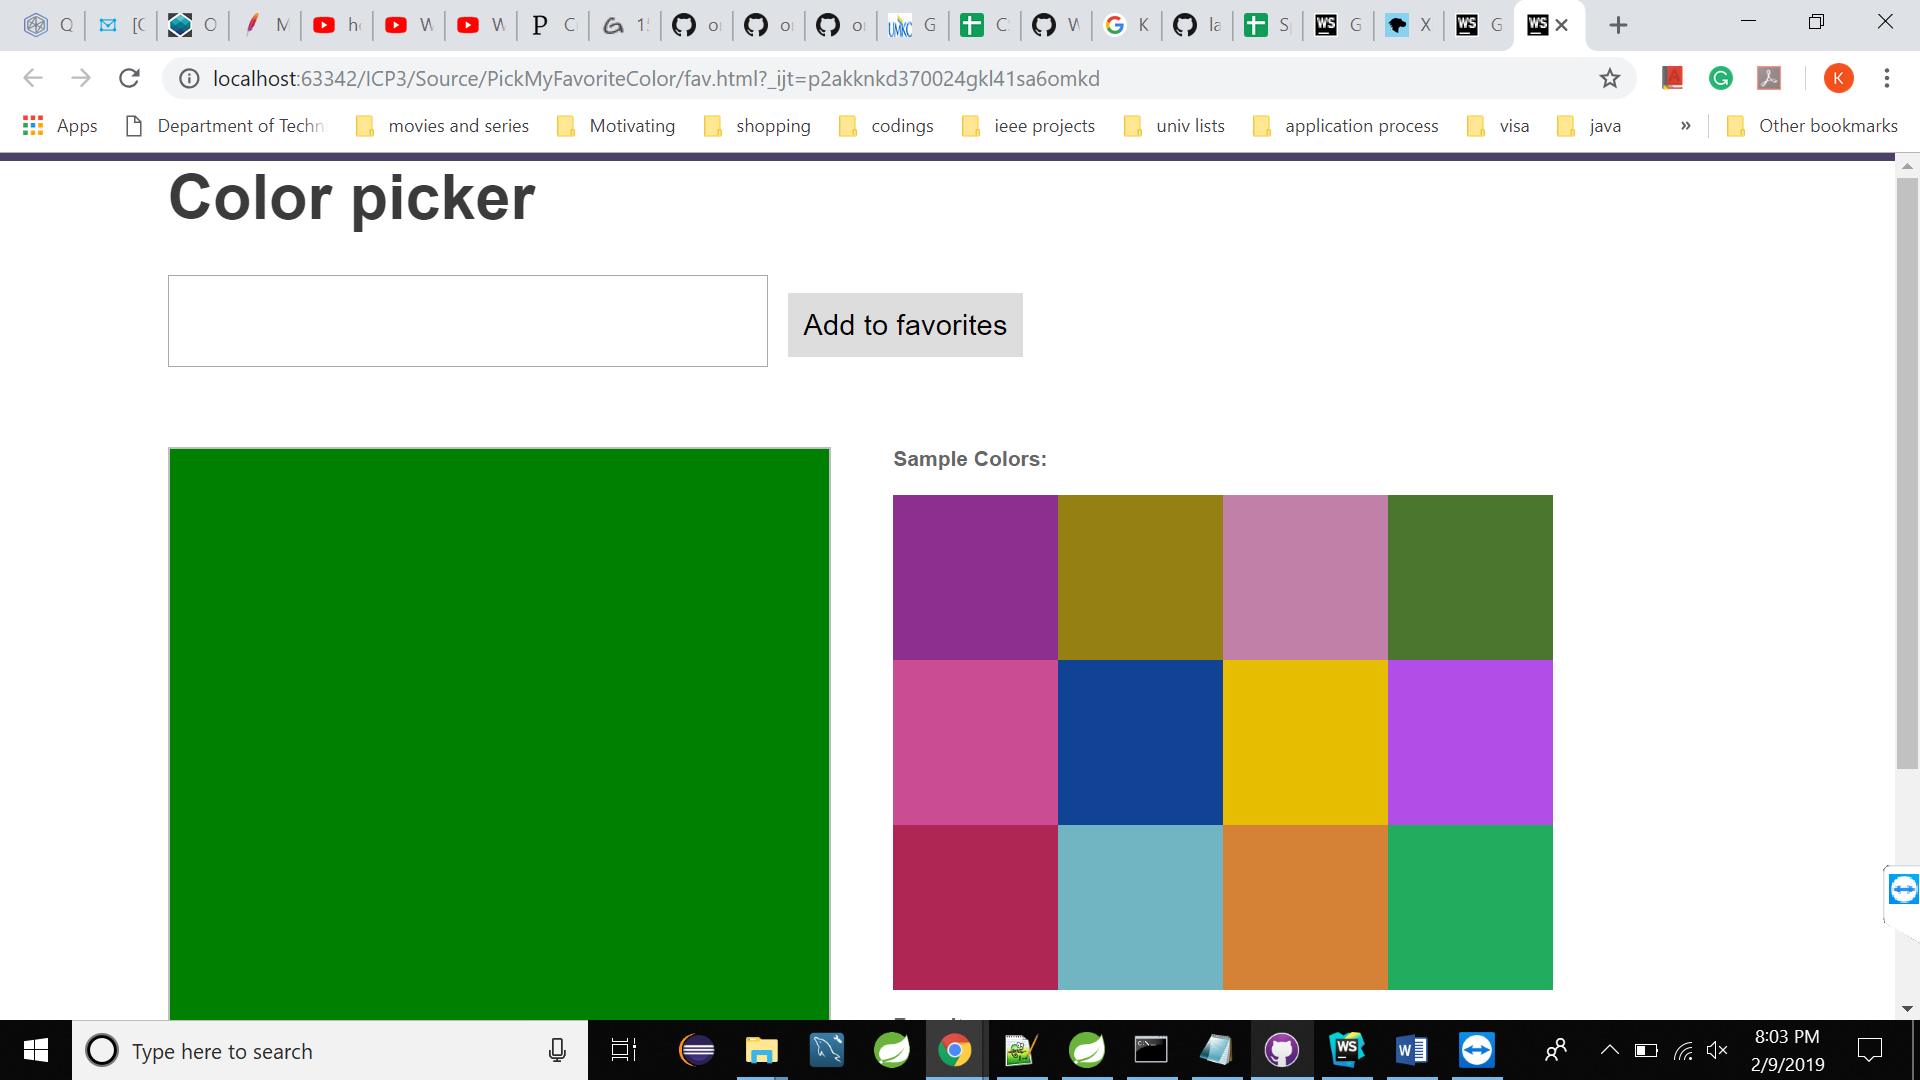 Q [C O M h W W P C 1 o o o G C W K la S G X G
localhost:63342/ICP3/Source/PickMyFavoriteColor/fav.html?_ijt=p2akknkd370024gkl41sa6omkd K
Apps Department of Techn movies and series Motivating shopping codings ieee projects univ lists application process visa java » Other bookmarks
Color picker
Add to favorites
Sample Colors:
Type here to search
8:03 PM
2/9/2019